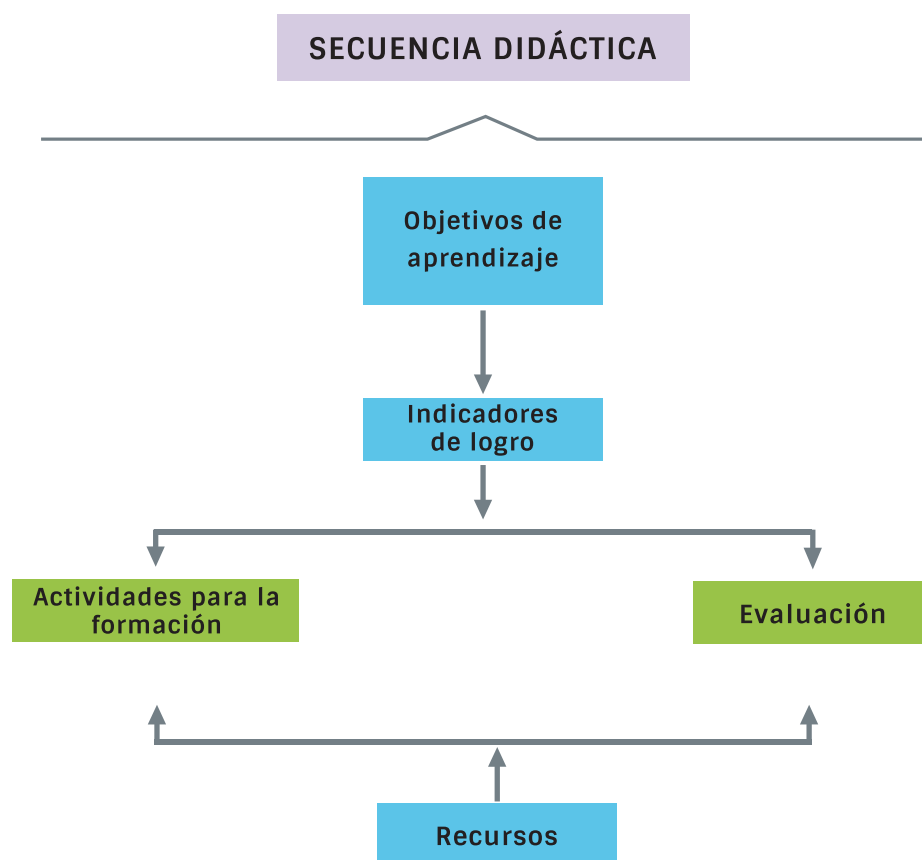 SECUENCIA DIDÁCTICA
Objetivos de
aprendizaje
Indicadores
de logro
Actividades para la
formación
Evaluación
Recursos